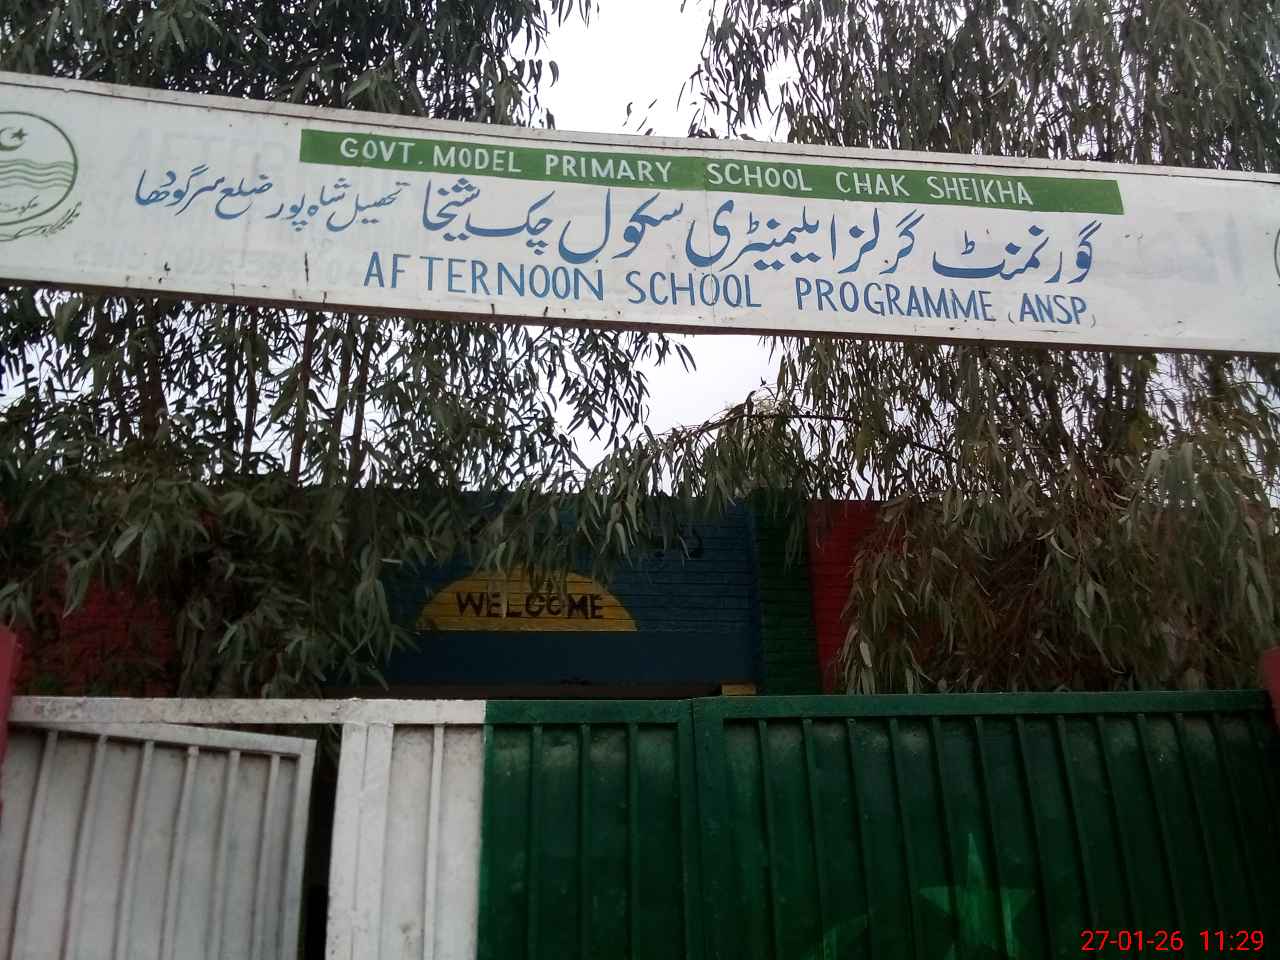 GOVT. MODEL PRIMARY SCHOOL CHAK SHEIKHA
گورنمنٹ گرلز ایلیمنٹری سکول چک شیخا تحصیل شاہ پور ضلع سرگودھا
AFTERNOON SCHOOL PROGRAMME (ANSP)
WELCOME
27-01-26 11:29